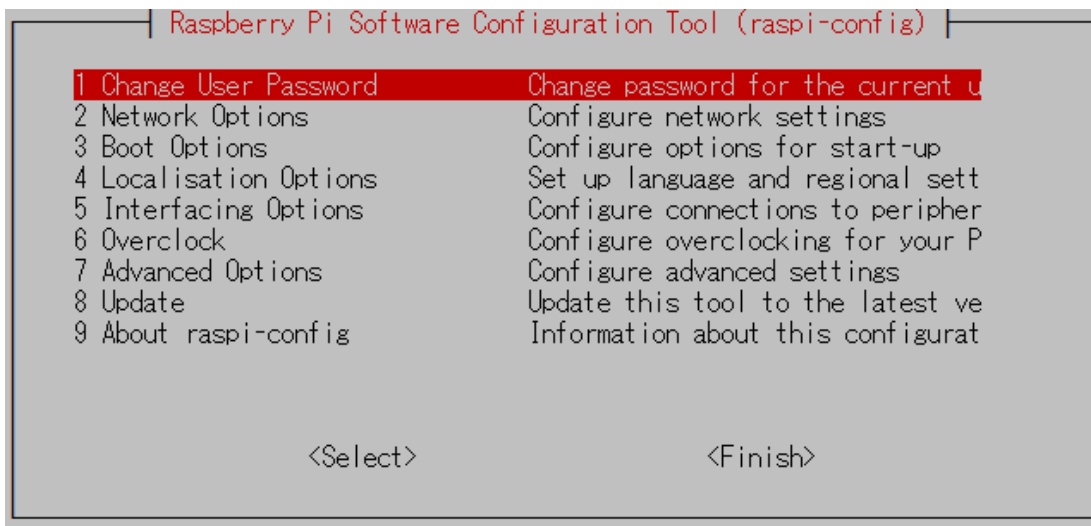 Raspberry Pi Software Configuration Tool (raspi-config)
1 Change User Password Change password for the current u
2 Network Options Configure network settings
3 Boot Options Configure options for start-up
4 Localisation Options Set up language and regional sett
5 Interfacing Options Configure connections to peripher
6 Overclock Configure overclocking for your P
7 Advanced Options Configure advanced settings
8 Update Update this tool to the latest ve
9 About raspi-config Information about this configurat
<Select> <Finish>